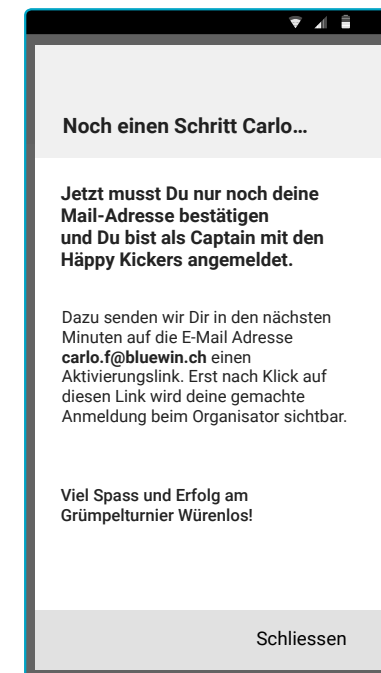 Noch einen Schritt Carlo...
Jetzt musst Du nur noch deine
Mail-Adresse bestätigen
und Du bist als Captain mit den
Häppy Kickers angemeldet.
Dazu senden wir Dir in den nächsten
Minuten auf die E-Mail Adresse
carlo.f@bluewin.ch einen
Aktivierungslink. Erst nach Klick auf
diesen Link wird deine gemachte
Anmeldung beim Organisator sichtbar.
Viel Spass und Erfolg am
Grümpelturnier Würenlos!
Schliessen